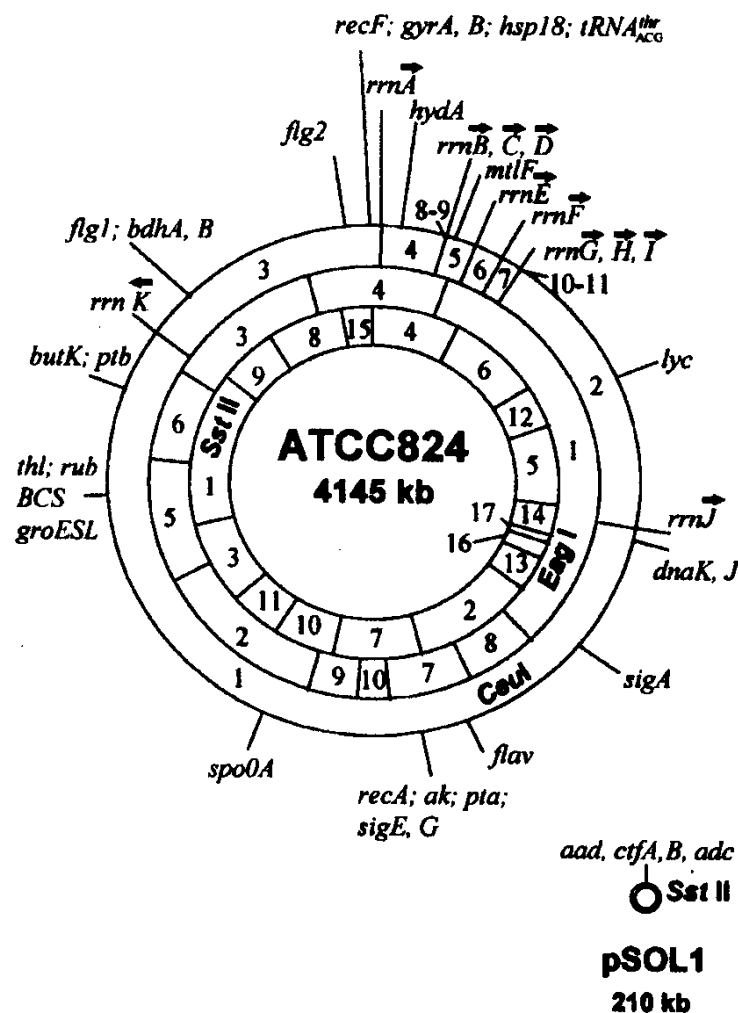 recF; gyrA, B; hsp18; tRNA thr ACG
rrnA
hydA
flg2
rrnB, C, D
mtlF
rrnE
8-9
rrnF
flg1; bdhA, B
rrnG, H, I
3
4
5
6
7
10-11
rrn K
4
3
8
15
4
2
lyc
butK; ptb
9
6
6
Sst II
12
ATCC824
4145 kb
1
5
1
thl; rub
BCS
groESL
5
17
14
16
rrnJ
13
Eag I
dnaK, J
3
11
2
10
7
2
8
9
10
7
1
CeuI
sigA
spo0A
flav
recA; ak; pta;
sigE, G
aad, ctfA,B, adc
Sst II
pSOL1
210 kb